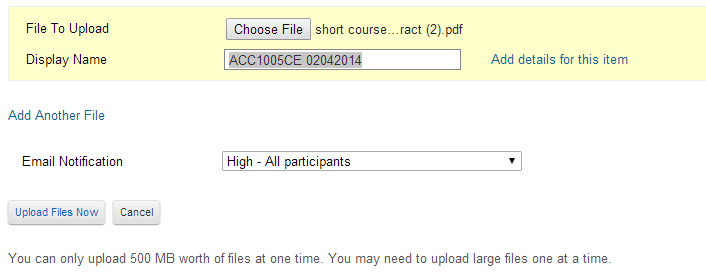 File To Upload Choose File short course...ract (2).pdf
Display Name ACC1005CE 02042014 Add details for this item
Add Another File
Email Notification High - All participants
Upload Files Now Cancel
You can only upload 500 MB worth of files at one time. You may need to upload large files one at a time.